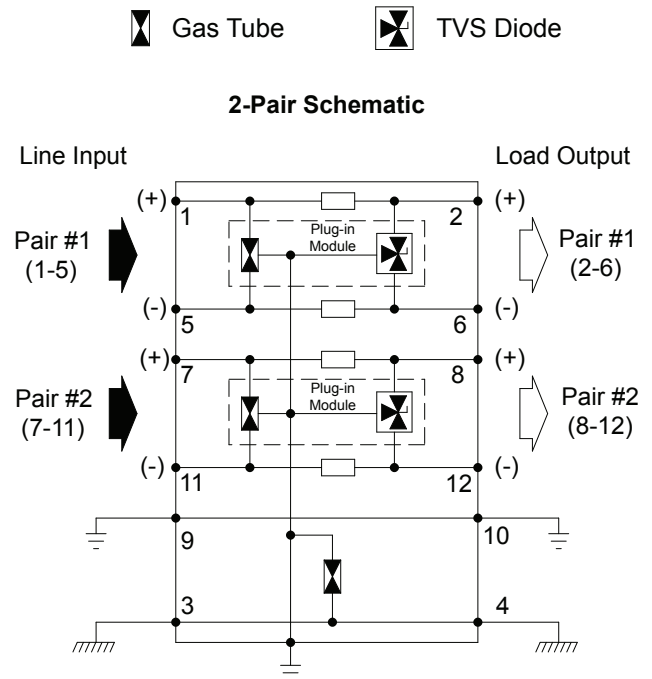 Gas Tube
TVS Diode
2-Pair Schematic
Line Input
Load Output
(+)
1
2
(+)
Pair #1
(1-5)
Plug-in
Module
Pair #1
(2-6)
(-)
5
6
(-)
(+)
7
8
(+)
Pair #2
(7-11)
Plug-in
Module
Pair #2
(8-12)
(-)
11
12
(-)
9
10
3
4